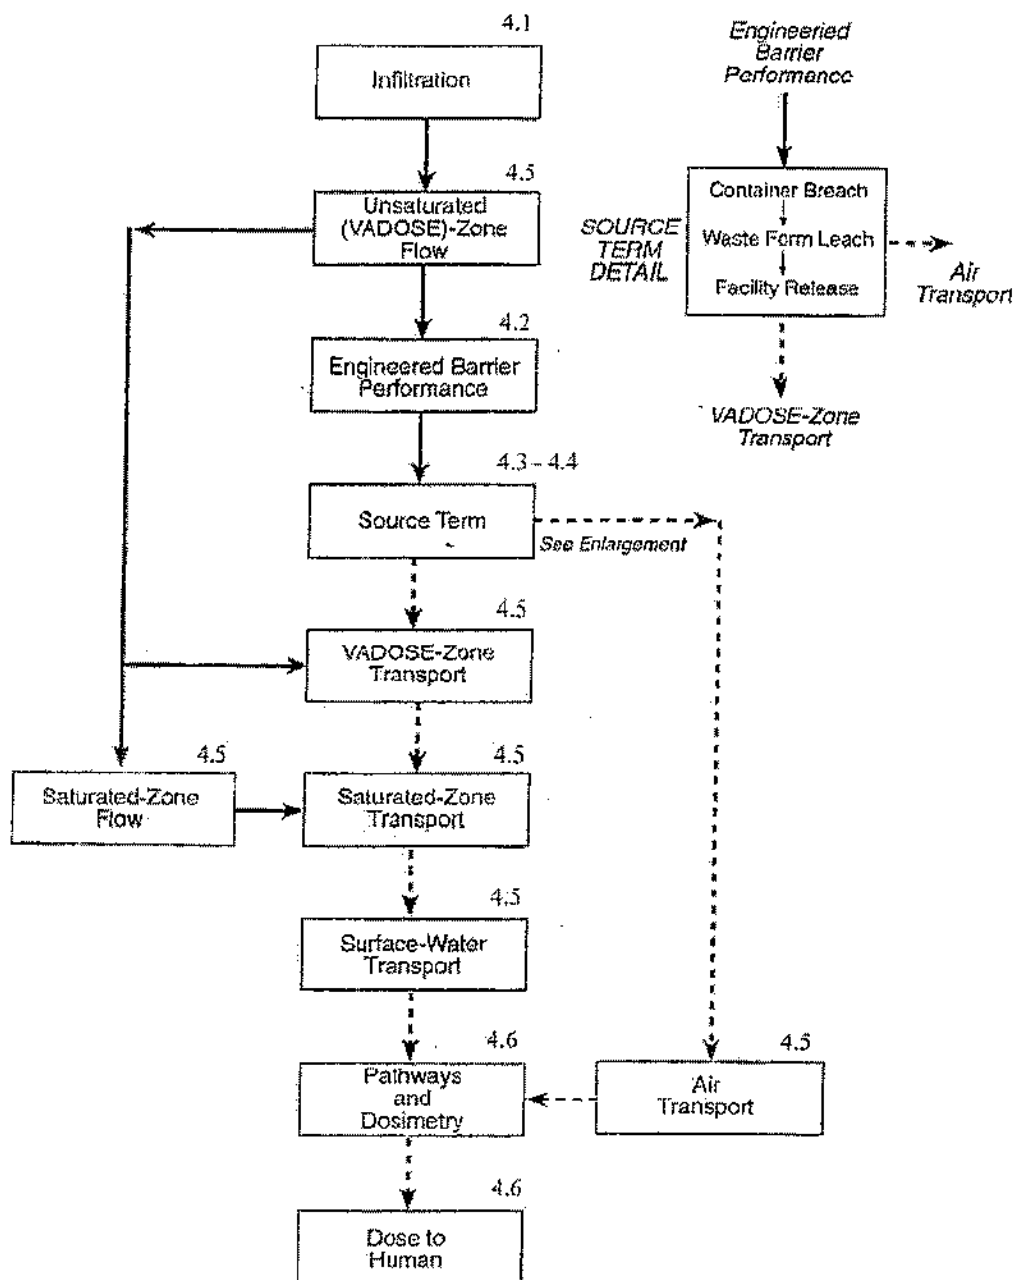 4.1
Infiltration
4.5
Unsaturated
(VADOSE)-Zone
Flow
4.2
Engineered Barrier
Performance
4.3 - 4.4
Source Term
See Enlargement
4.5
VADOSE-Zone
Transport
4.5
Saturated-Zone
Flow
4.5
Saturated-Zone
Transport
4.5
Surface-Water
Transport
4.6
Pathways
and
Dosimetry
4.5
Air
Transport
4.6
Dose to
Human
Engineeried
Barrier
Performance
SOURCE
TERM
DETAIL
Container Breach
Waste Form Leach
Facility Release
Air
Transport
VADOSE-Zone
Transport